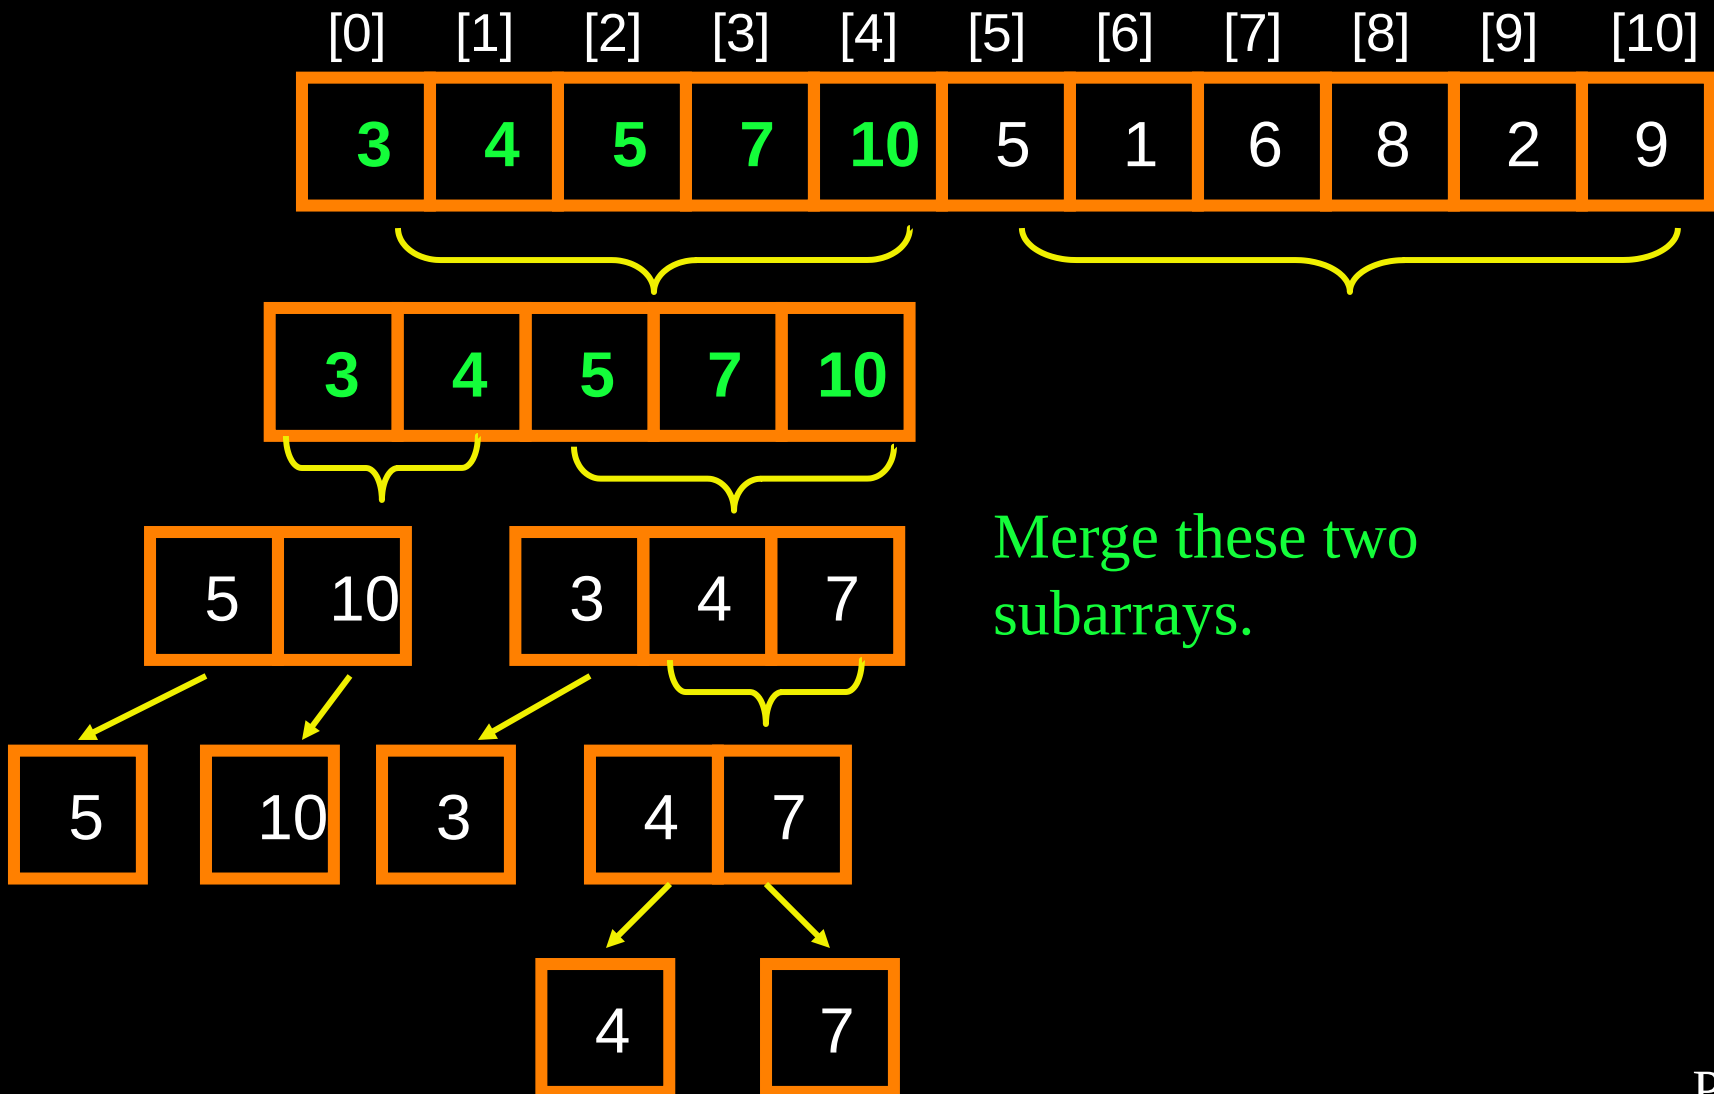 [0] [1] [2] [3] [4] [5] [6] [7] [8] [9] [10]
3 4 5 7 10 5 1 6 8 2 9
3 4 5 7 10
5 10 3 4 7
Merge these two
subarrays.
5 10 3 4 7
4 7